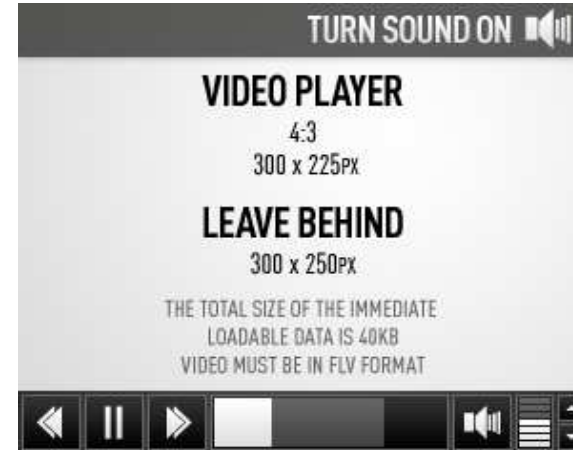 TURN SOUND ON
VIDEO PLAYER
4:3
300 x 225PX
LEAVE BEHIND
300 x 250PX
THE TOTAL SIZE OF THE IMMEDIATE
LOADABLE DATA IS 40KB
VIDEO MUST BE IN FLV FORMAT